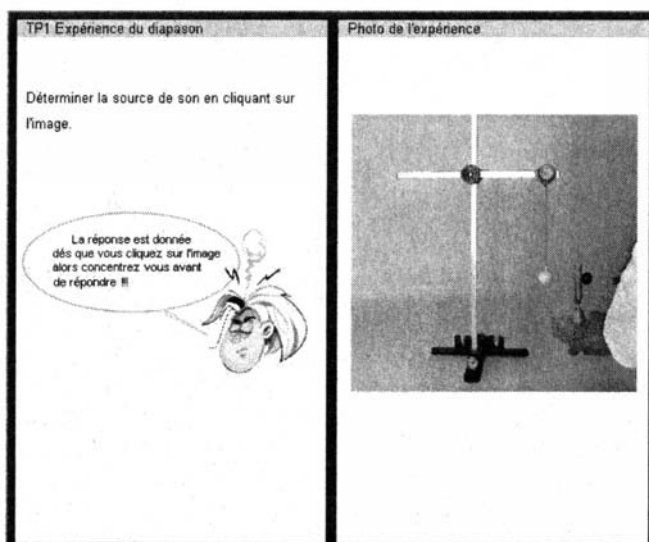 TP1 Expérience du diapason
Déterminer la source de son en cliquant sur
l'image.
La réponse est donnée
dés que vous cliquez sur l'image
alors concentrez vous avant
de répondre !!!
Photo de l'expérience